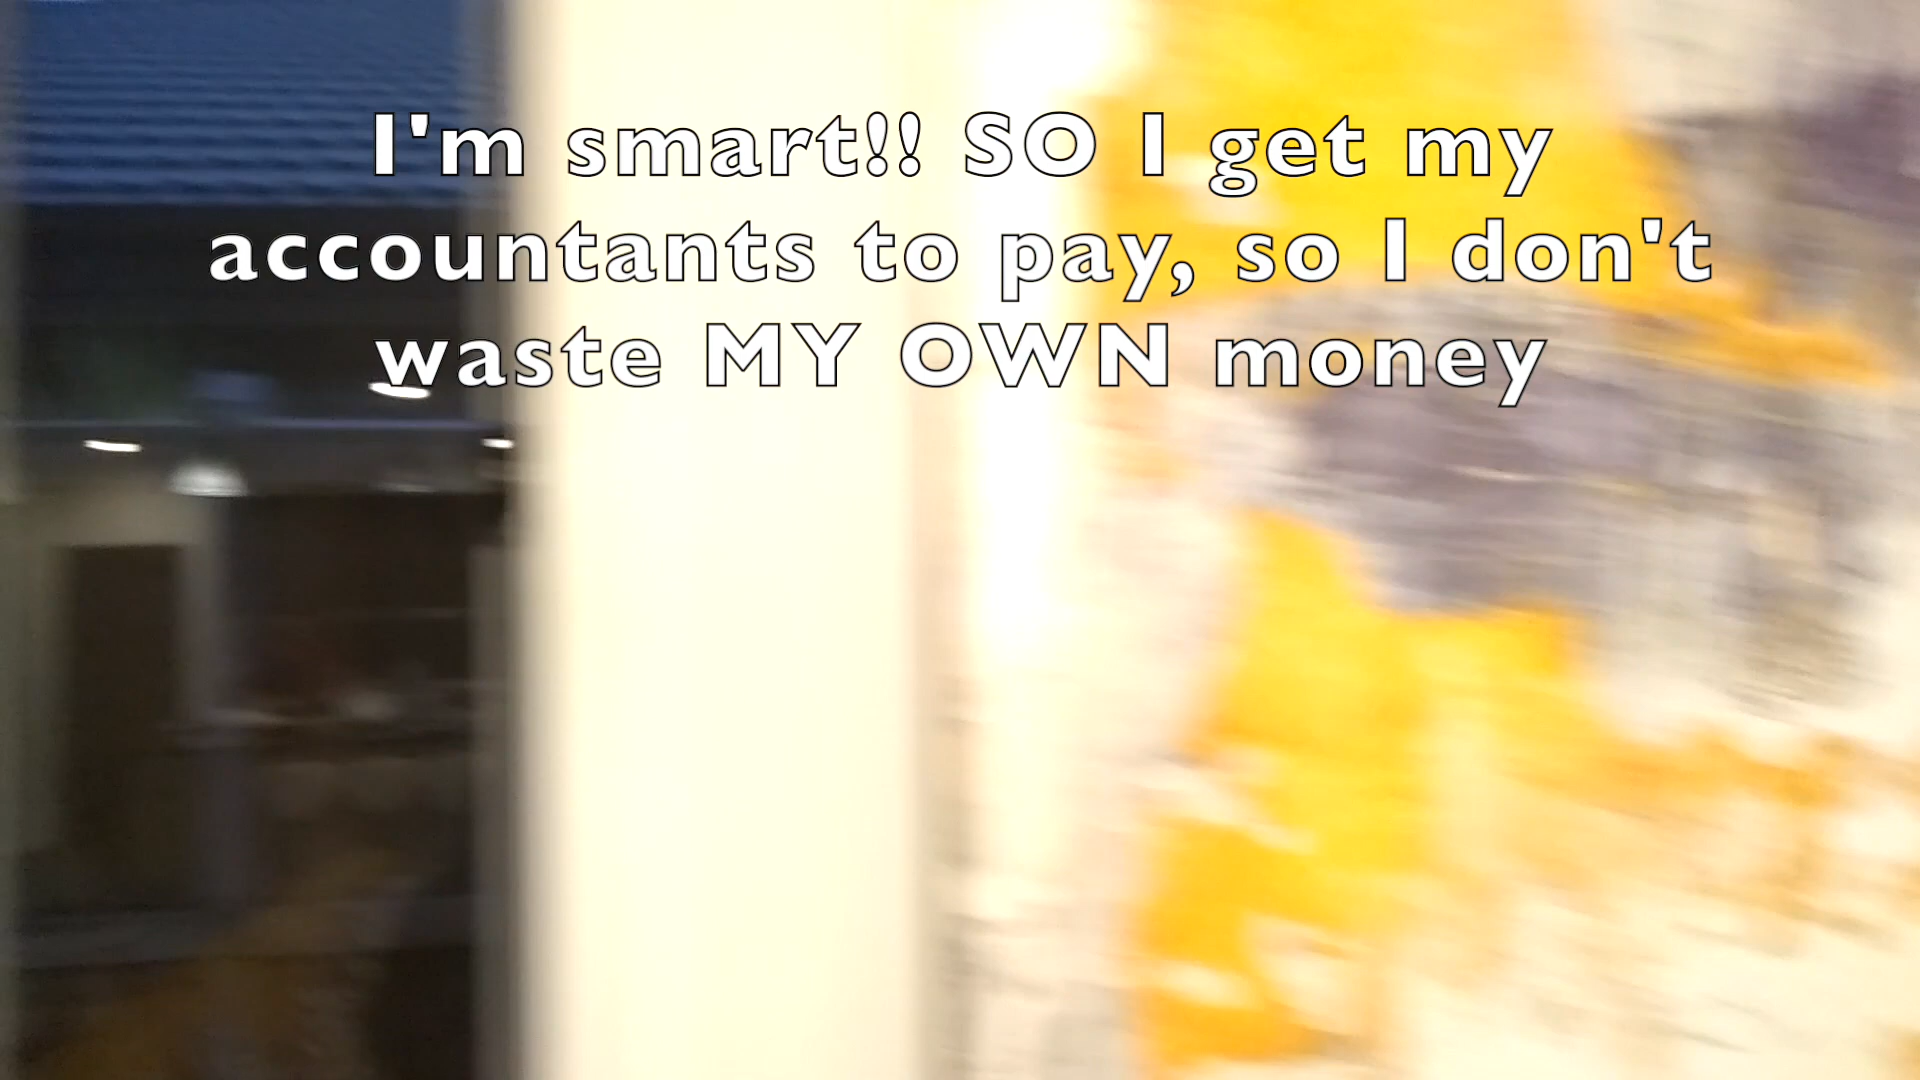 I'm smart!! SO I get my
accountants to pay, so I don't
waste MY OWN money